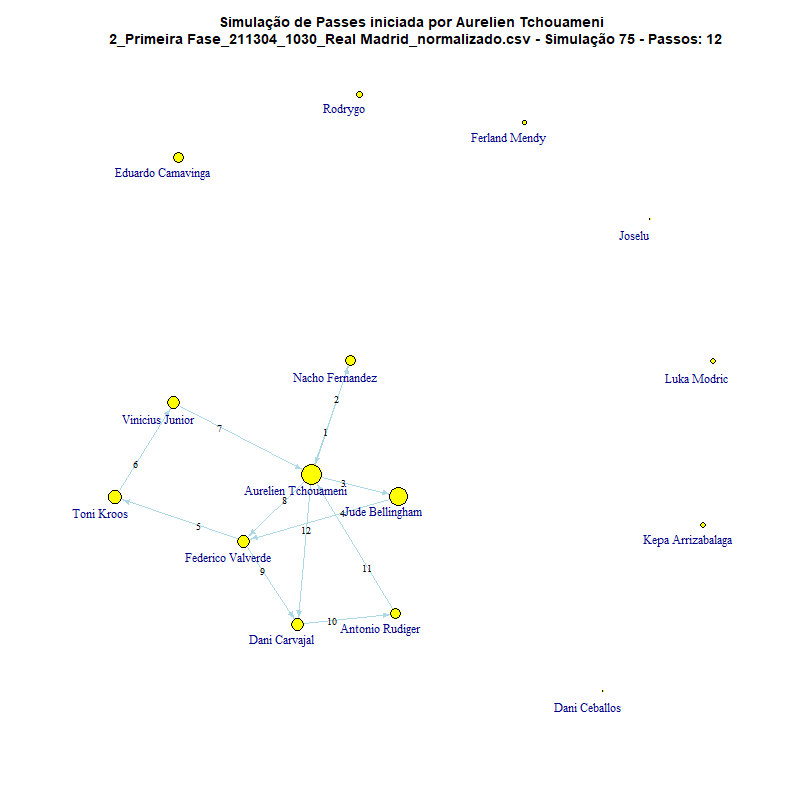 Simulação de Passes iniciada por Aurelien Tchouameni
2_Primeira Fase_211304_1030_Real Madrid_normalizado.csv - Simulação 75 - Passos: 12
Rodrygo
Ferland Mendy
Eduardo Camavinga
Joselu
Nacho Fernandez
Luka Modric
2
Vinicius Junior
7
1
6
3
Aurelien Tchouameni
8
Jude Bellingham
4
Toni Kroos
5
12
Kepa Arrizabalaga
Federico Valverde
9
11
10
Antonio Rudiger
Dani Carvajal
Dani Ceballos